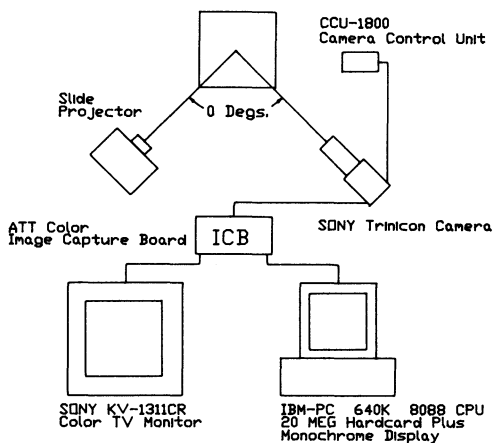 CCU-1800
Camera Control Unit
Slide
Projector
0 Degs.
ATT Color
Image Capture Board
ICB
SONY Trinicon Camera
SONY KV-1311CR
Color TV Monitor
IBM-PC 640K 8088 CPU
20 MEG Hardcard Plus
Monochrome Display